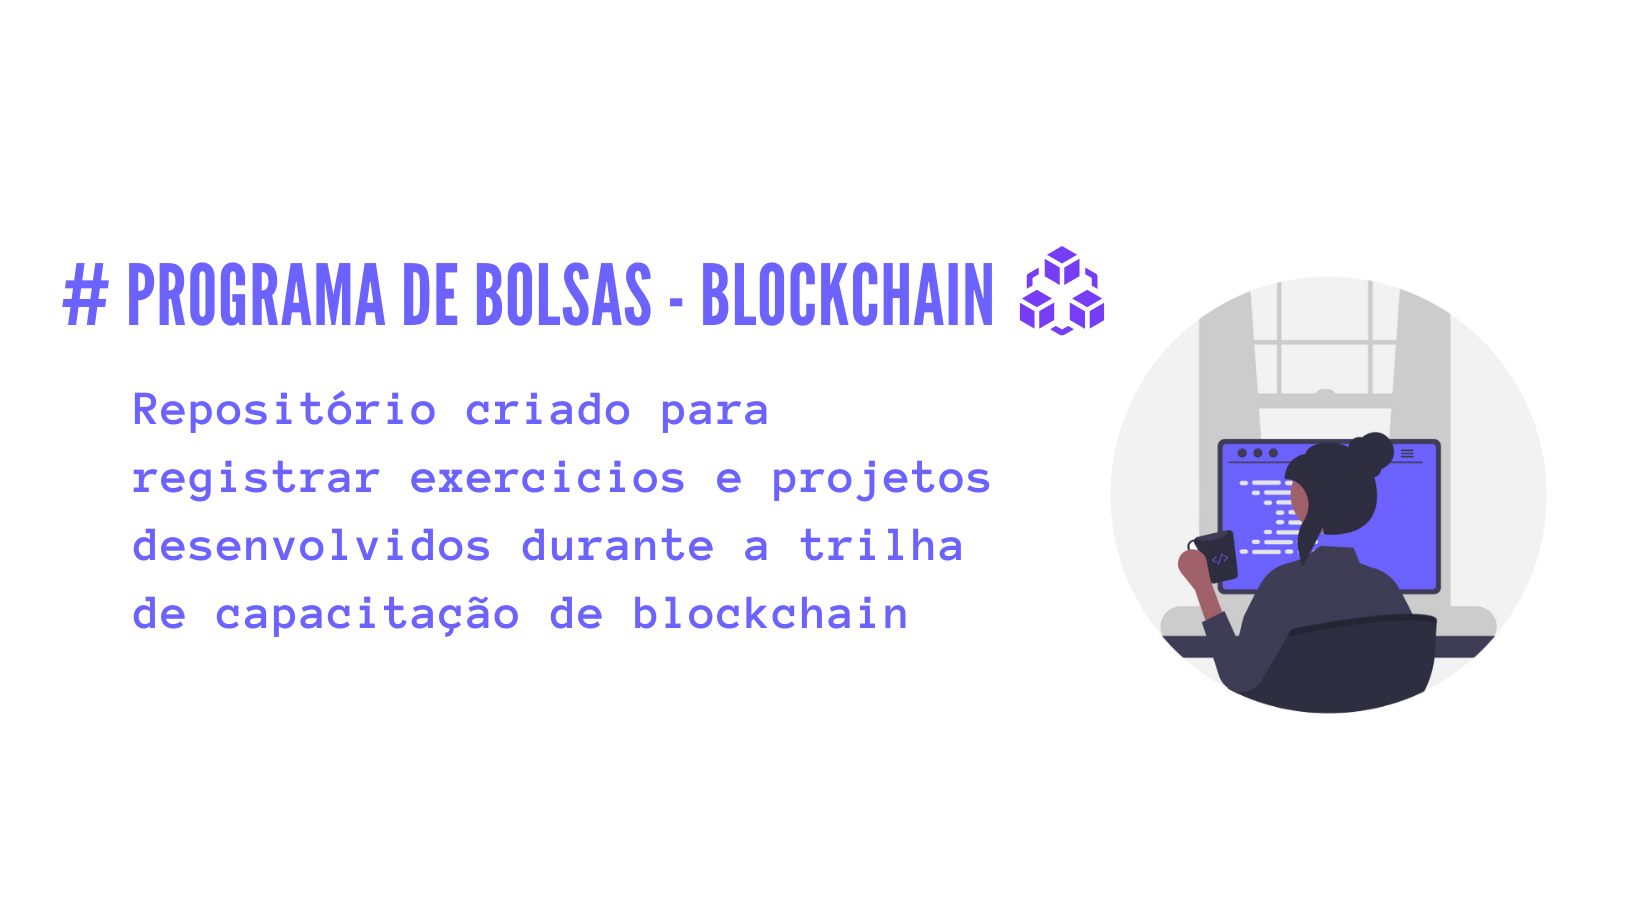 # PROGRAMA DE BOLSAS - BLOCKCHAIN
Repositório criado para
registrar exercicios e projetos
desenvolvidos durante a trilha
de capacitação de blockchain
</>